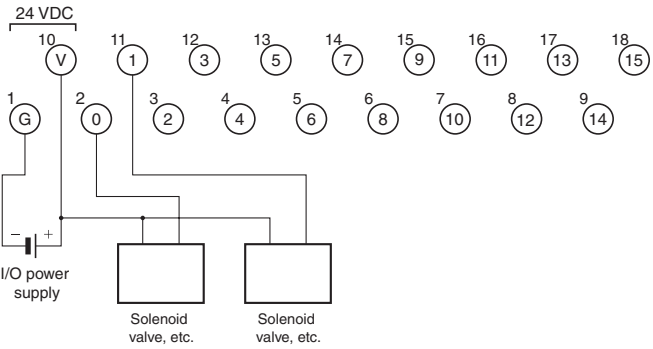 24 VDC
10 11 12 13 14 15 16 17 18
V 1 3 5 7 9 11 13 15
1 2 3 4 5 6 7 8 9
G 0 2 4 6 8 10 12 14
− +
I/O power
supply
Solenoid
valve, etc.
Solenoid
valve, etc.